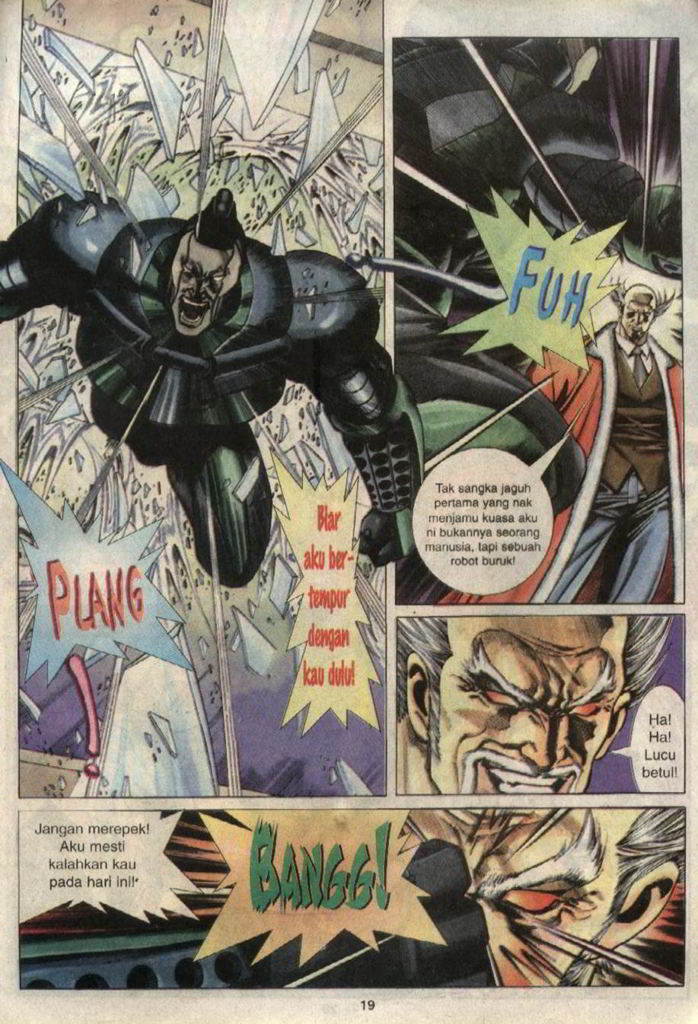 PLANG
Biar
aku ber-
tempur
dengan
kau dulu!
FUH
Tak sangka jaguh
pertama yang nak
menjamu kuasa aku
ni bukannya seorang
manusia, tapi sebuah
robot buruk!
Ha!
Ha!
Lucu
betul!
Jangan merepek!
Aku mesti
kalahkan kau
pada hari ini!
BANGG!
19